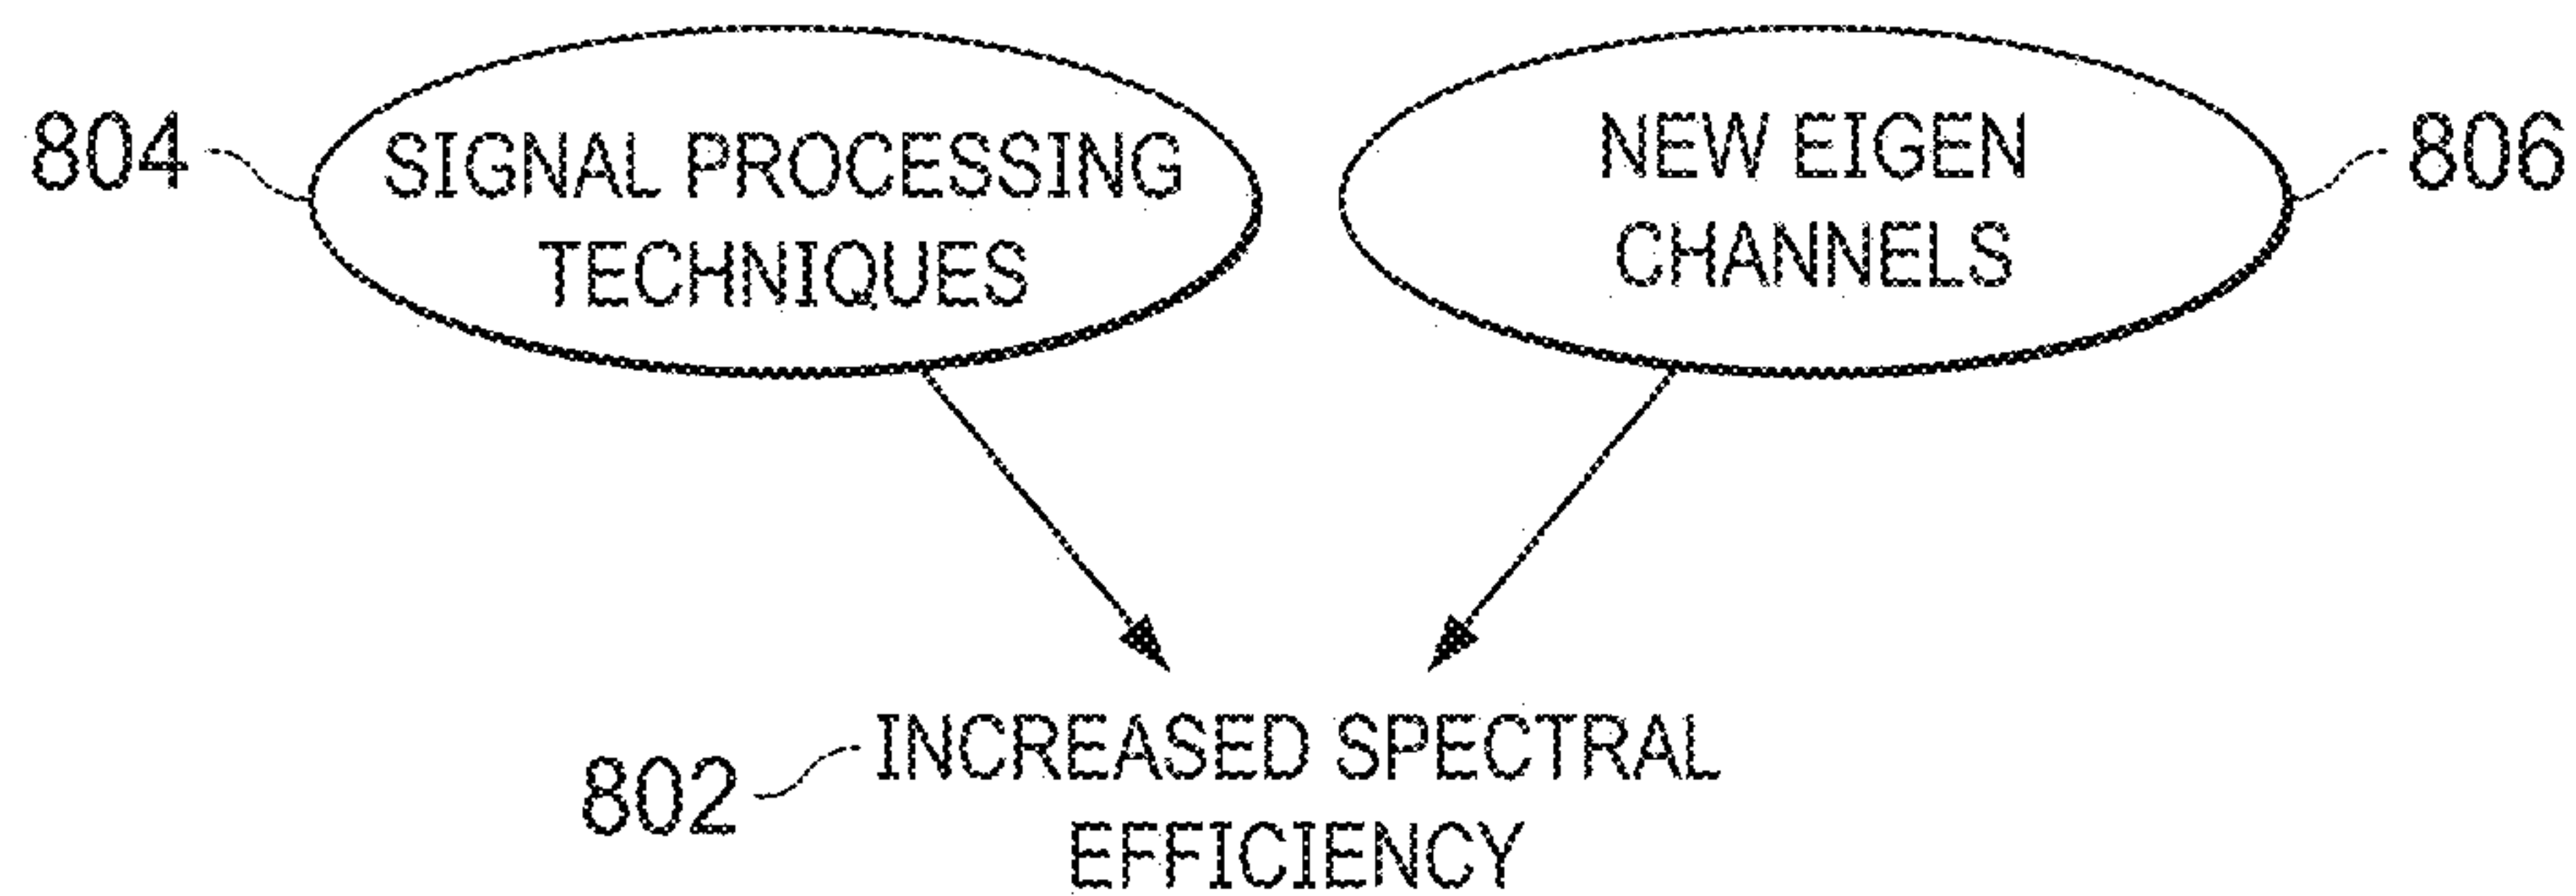 804
SIGNAL PROCESSING
TECHNIQUES
NEW EIGEN
CHANNELS
806
802
INCREASED SPECTRAL
EFFICIENCY